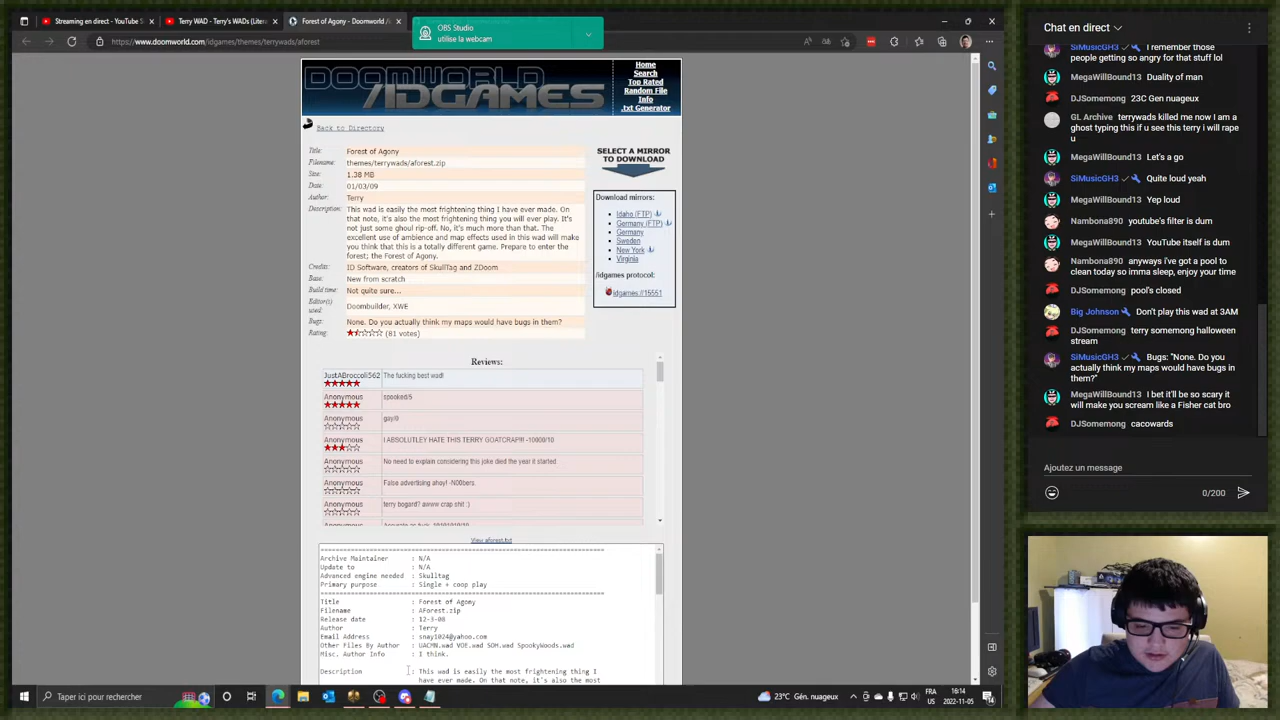 Streaming en direct - YouTube S
Terry WAD - Terry's WADs (Litera
Forest of Agony - Doomworld /
OBS Studio
utilise la webcam
https://www.doomworld.com/idgames/themes/terrywads/aforest
DOOMWORLD
/IDGAMES
Home
Search
Top Rated
Random File
Info
.txt Generator
Back to Directory
Title: Forest of Agony
Filename: themes/terrywads/aforest.zip
Size: 1.38 MB
Date: 01/03/09
Author: Terry
Description: This wad is easily the most frightening thing I have ever made. On
that note, it's also the most frightening thing you will ever play. It's
not just some ghoul rip-off. No, it's much more than that. The
excellent use of ambience and map effects used in this wad will make
you think that this is a totally different game. Prepare to enter the
forest; the Forest of Agony.
Credits: ID Software, creators of SkullTag and ZDoom
Base: New from scratch
Build time: Not quite sure...
Editor(s) used: Doombuilder, XWE
Bugs: None. Do you actually think my maps would have bugs in them?
Rating: (81 votes)
SELECT A MIRROR
TO DOWNLOAD
Download mirrors:
Idaho (FTP)
Germany (FTP)
Germany
Sweden
New York
Virginia
/idgames protocol:
idgames://15551
Reviews:
JustABroccoli562 The fucking best wad!
Anonymous spooked/5
Anonymous gay/0
Anonymous I ABSOLUTLEY HATE THIS TERRY GOATCRAP!!! -10000/10
Anonymous No need to explain considering this joke died the year it started
Anonymous False advertising ahoy! -N00bers.
Anonymous terry bogard? awww crap sh!t :)
View aforest.txt
Archive Maintainer : N/A
Update to : N/A
Advanced engine needed : Skulltag
Primary purpose : Single + coop play
Title : Forest of Agony
Filename : AForest.zip
Release date : 12-3-08
Author : Terry
Email Address : snay1024@yahoo.com
Other Files By Author : UACMN.wad VOE.wad SOH.wad SpookyWoods.wad
Misc. Author Info : I think.
Description : This wad is easily the most frightening thing I
have ever made. On that note, it's also the most
Taper ici pour rechercher
23°C Gén. nuageux
FRA
US
16:14
2022-11-05
14
Chat en direct
SiMusicGH3 I remember those
people getting so angry for that stuff lol
MegaWillBound13 Duality of man
DJSomemong 23C Gen nuageux
GL Archive terrywads killed me now I am a
ghost typing this if u see this terry I will rape
u
MegaWillBound13 Let's a go
SiMusicGH3 Quite loud yeah
MegaWillBound13 Yep loud
Nambona890 youtube's filter is dum
MegaWillBound13 YouTube itself is dum
Nambona890 anyways i've got a pool to
clean today so imma sleep, enjoy your time
DJSomemong pool's closed
Big Johnson Don't play this wad at 3AM
DJSomemong terry somong halloween
stream
SiMusicGH3 Bugs: "None. Do you
actually think my maps would have bugs in
them?"
MegaWillBound13 I bet it'll be so scary it
will make you scream like a Fisher cat bro
DJSomemong cacowards
Ajoutez un message
0/200